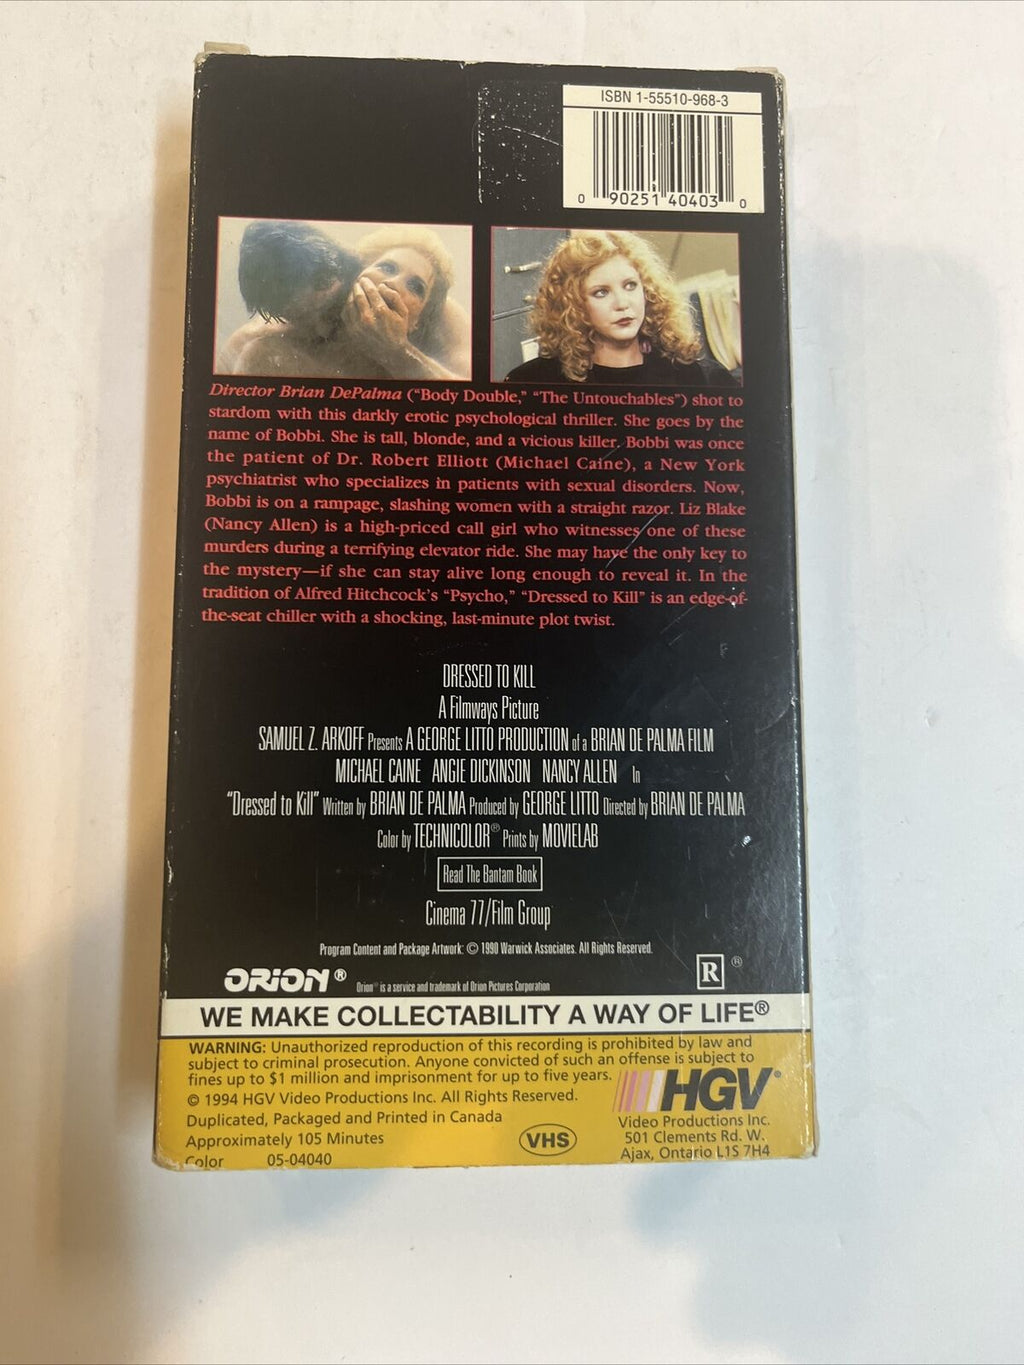 ISBN 1-55510-968-3
0 90251 40403 0
Director Brian DePalma ("Body Double," "The Untouchables") shot to
stardom with this darkly erotic psychological thriller. She goes by the
name of Bobbi. She is tall, blonde, and a vicious killer. Bobbi was once
the patient of Dr. Robert Elliott (Michael Caine), a New York
psychiatrist who specializes in patients with sexual disorders. Now,
Bobbi is on a rampage, slashing women with a straight razor. Liz Blake
(Nancy Allen) is a high-priced call girl who witnesses one of these
murders during a terrifying elevator ride. She may have the only key to
the mystery—if she can stay alive long enough to reveal it. In the
tradition of Alfred Hitchcock's "Psycho," "Dressed to Kill" is an edge-of-
the-seat chiller with a shocking, last-minute plot twist.
DRESSED TO KILL
A Filmways Picture
SAMUEL Z. ARKOFF Presents A GEORGE LITTO PRODUCTION of a BRIAN DE PALMA FILM
MICHAEL CAINE ANGIE DICKINSON NANCY ALLEN In
"Dressed to Kill" Written by BRIAN DE PALMA Produced by GEORGE LITTO Directed by BRIAN DE PALMA
Color by TECHNICOLOR® Prints by MOVIELAB
Read The Bantam Book
Cinema 77/Film Group
Program Content and Package Artwork: © 1990 Warwick Associates. All Rights Reserved.
ORION® Orion™ is a service and trademark of Orion Pictures Corporation
R ®
WE MAKE COLLECTABILITY A WAY OF LIFE®
WARNING: Unauthorized reproduction of this recording is prohibited by law and
subject to criminal prosecution. Anyone convicted of such an offense is subject to
fines up to $1 million and imprisonment for up to five years.
© 1994 HGV Video Productions Inc. All Rights Reserved.
Duplicated, Packaged and Printed in Canada
Approximately 105 Minutes
Color 05-04040
VHS
HGV®
Video Productions Inc.
501 Clements Rd. W.
Ajax, Ontario L1S 7H4